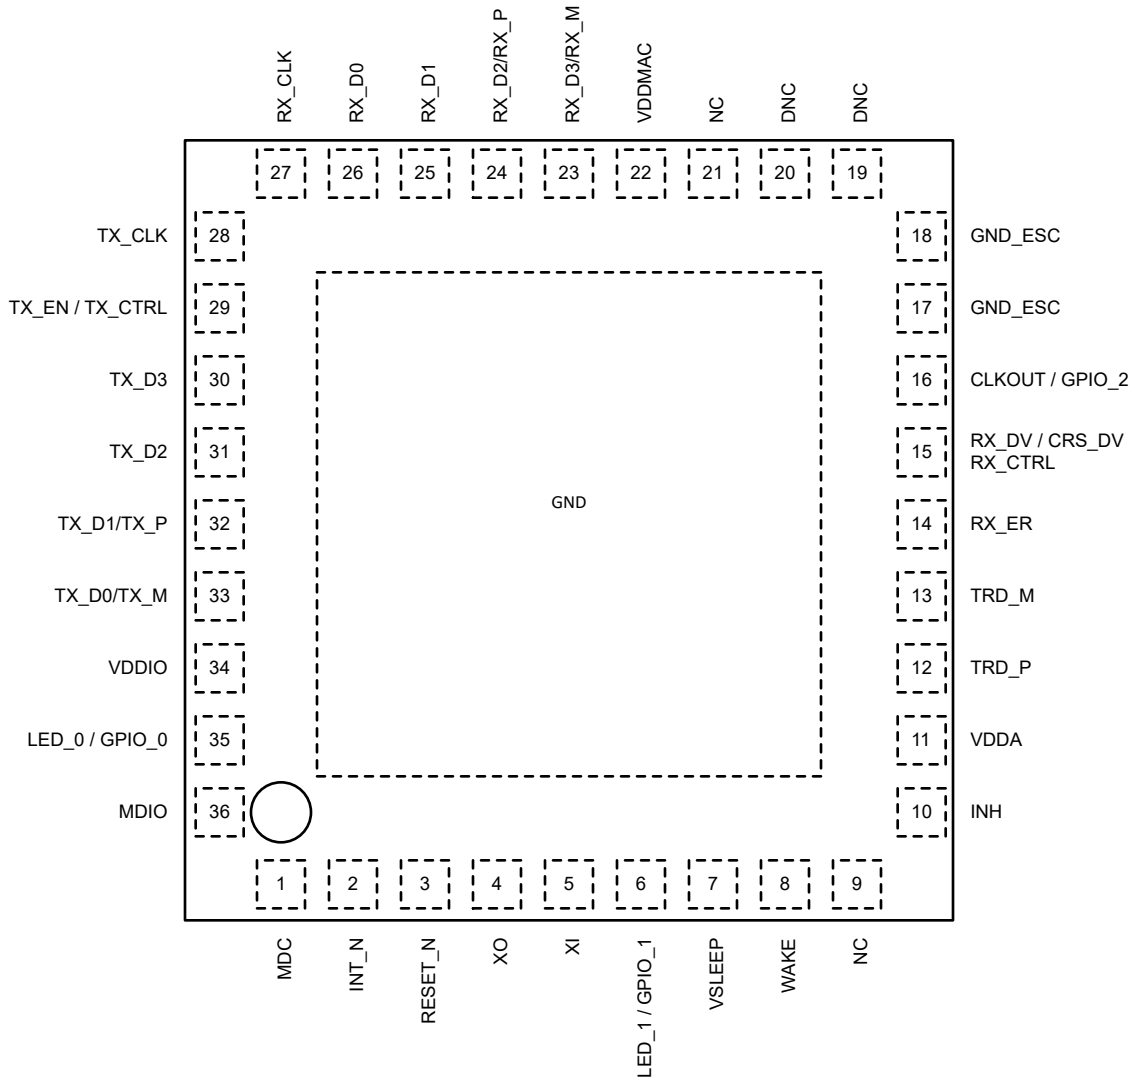 RX_CLK
RX_D0
RX_D1
RX_D2/RX_P
RX_D3/RX_M
VDDMAC
NC
DNC
DNC
27
26
25
24
23
22
21
20
19
TX_CLK
28
18
GND_ESC
TX_EN / TX_CTRL
29
17
GND_ESC
TX_D3
30
16
CLKOUT / GPIO_2
TX_D2
31
15
RX_DV / CRS_DV
RX_CTRL
GND
TX_D1/TX_P
32
14
RX_ER
TX_D0/TX_M
33
13
TRD_M
VDDIO
34
12
TRD_P
LED_0 / GPIO_0
35
11
VDDA
MDIO
36
10
INH
1
2
3
4
5
6
7
8
9
MDC
INT_N
RESET_N
XO
XI
LED_1 / GPIO_1
VSLEEP
WAKE
NC